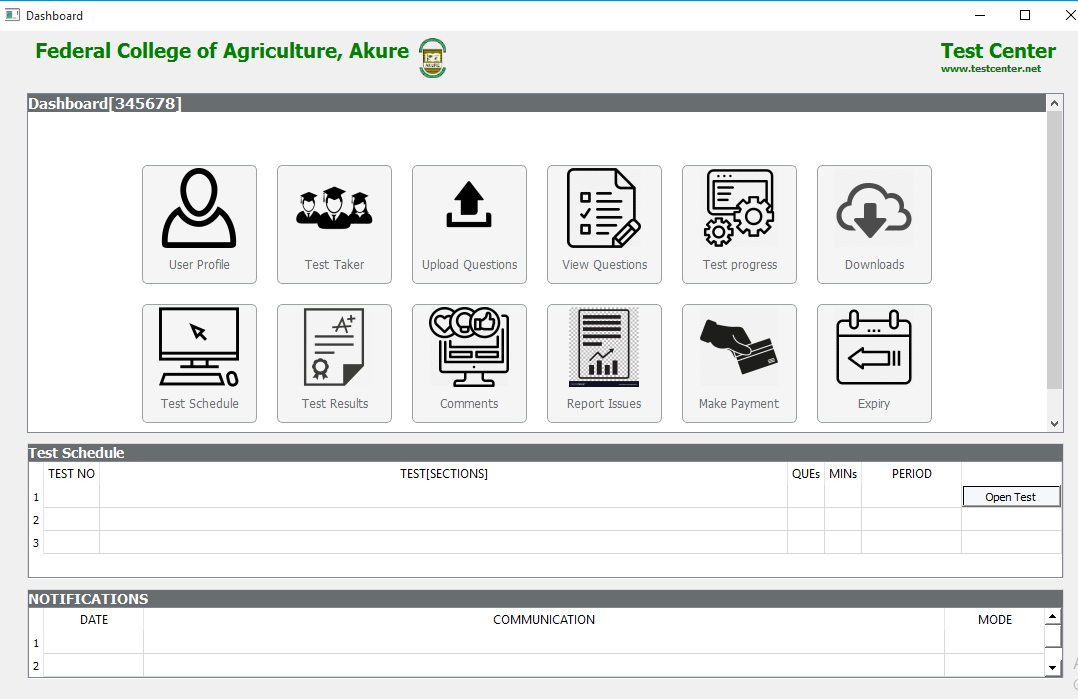 Dashboard
Federal College of Agriculture, Akure
Test Center
www.testcenter.net
Dashboard[345678]
User Profile
Test Taker
Upload Questions
View Questions
Test progress
Downloads
A+
Test Schedule
Test Results
Comments
Report Issues
Make Payment
Expiry
Test Schedule
TEST NO TEST[SECTIONS] QUEs MINs PERIOD
1 Open Test
2
3
NOTIFICATIONS
DATE COMMUNICATION MODE
1
2